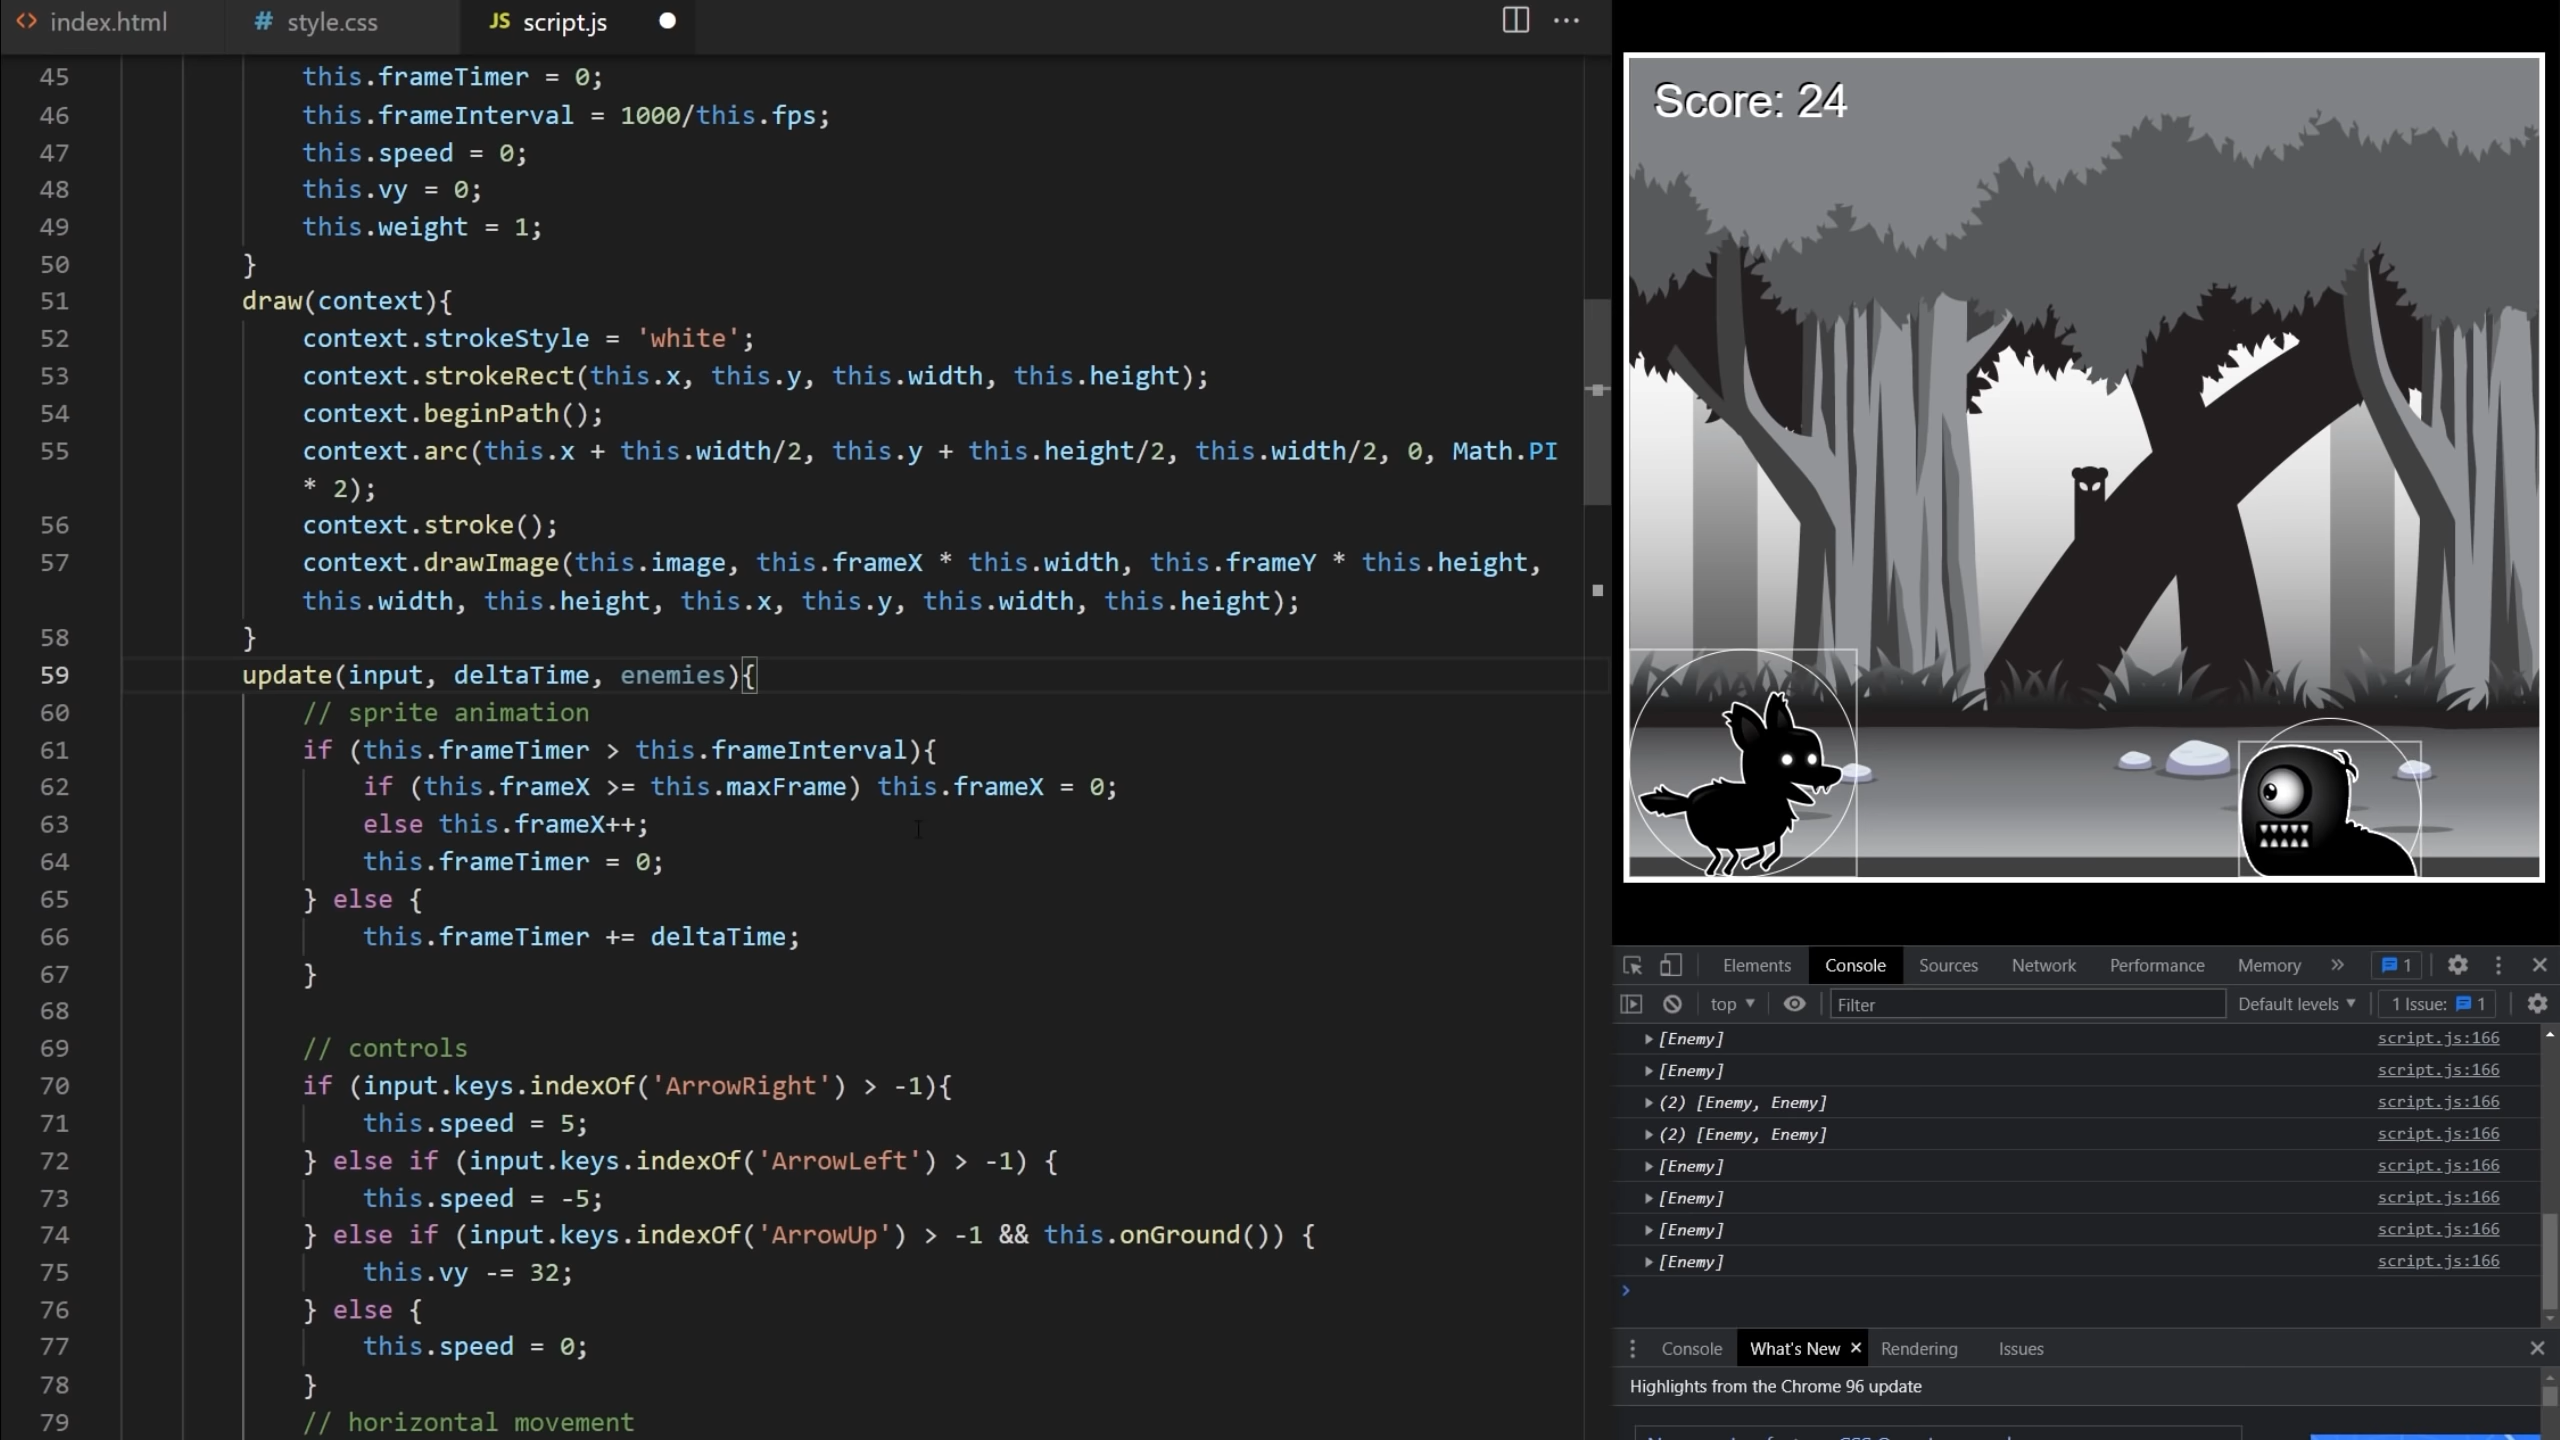 index.html
style.css
JS script.js
45 this.frameTimer = 0;
46 this.frameInterval = 1000/this.fps;
47 this.speed = 0;
48 this.vy = 0;
49 this.weight = 1;
50 }
51 draw(context){
52 context.strokeStyle = 'white';
53 context.strokeRect(this.x, this.y, this.width, this.height);
54 context.beginPath();
55 context.arc(this.x + this.width/2, this.y + this.height/2, this.width/2, 0, Math.PI
* 2);
56 context.stroke();
57 context.drawImage(this.image, this.frameX * this.width, this.frameY * this.height,
this.width, this.height, this.x, this.y, this.width, this.height);
58 }
59 update(input, deltaTime, enemies){
60 // sprite animation
61 if (this.frameTimer > this.frameInterval){
62 if (this.frameX >= this.maxFrame) this.frameX = 0;
63 else this.frameX++;
64 this.frameTimer = 0;
65 } else {
66 this.frameTimer += deltaTime;
67 }
68
69 // controls
70 if (input.keys.indexOf('ArrowRight') > -1){
71 this.speed = 5;
72 } else if (input.keys.indexOf('ArrowLeft') > -1) {
73 this.speed = -5;
74 } else if (input.keys.indexOf('ArrowUp') > -1 && this.onGround()) {
75 this.vy -= 32;
76 } else {
77 this.speed = 0;
78 }
79 // horizontal movement
Score: 24
Elements Console Sources Network Performance Memory » 1
top Filter Default levels 1 Issue: 1
[Enemy] script.js:166
[Enemy] script.js:166
(2) [Enemy, Enemy] script.js:166
(2) [Enemy, Enemy] script.js:166
[Enemy] script.js:166
[Enemy] script.js:166
[Enemy] script.js:166
[Enemy] script.js:166
Console What's New Rendering Issues
Highlights from the Chrome 96 update